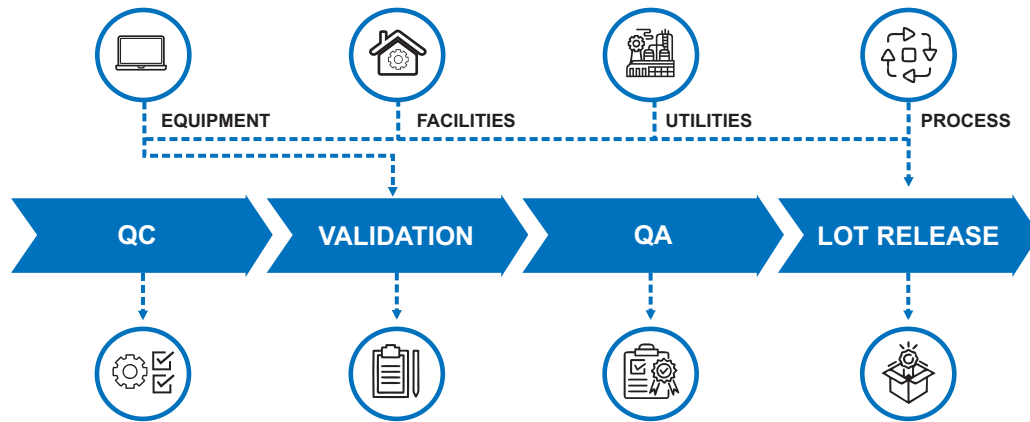 EQUIPMENT
FACILITIES
UTILITIES
PROCESS
QC
VALIDATION
QA
LOT RELEASE